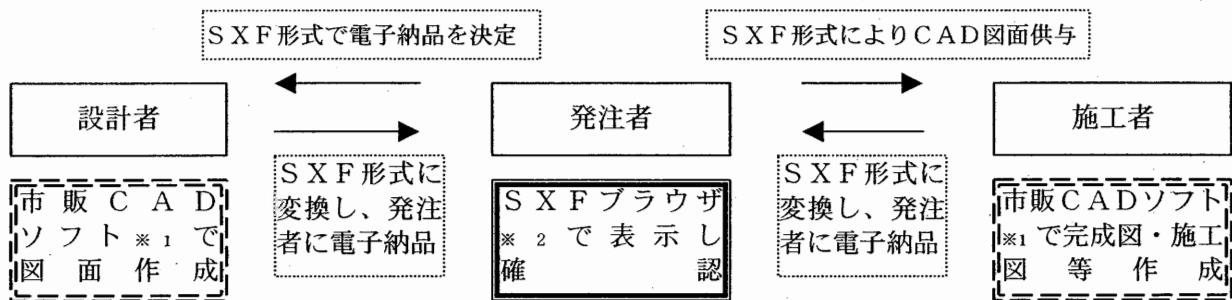 SXF形式で電子納品を決定
SXF形式によりCAD図面供与
設計者
発注者
施工者
SXF形式に
変換し、発注
者に電子納品
SXF形式に
変換し、発注
者に電子納品
市販CAD
ソフト※1で
図面作成
SXFブラウザ
※2で表示し
確認
市販CADソフト
※1で完成図・施工
図等作成